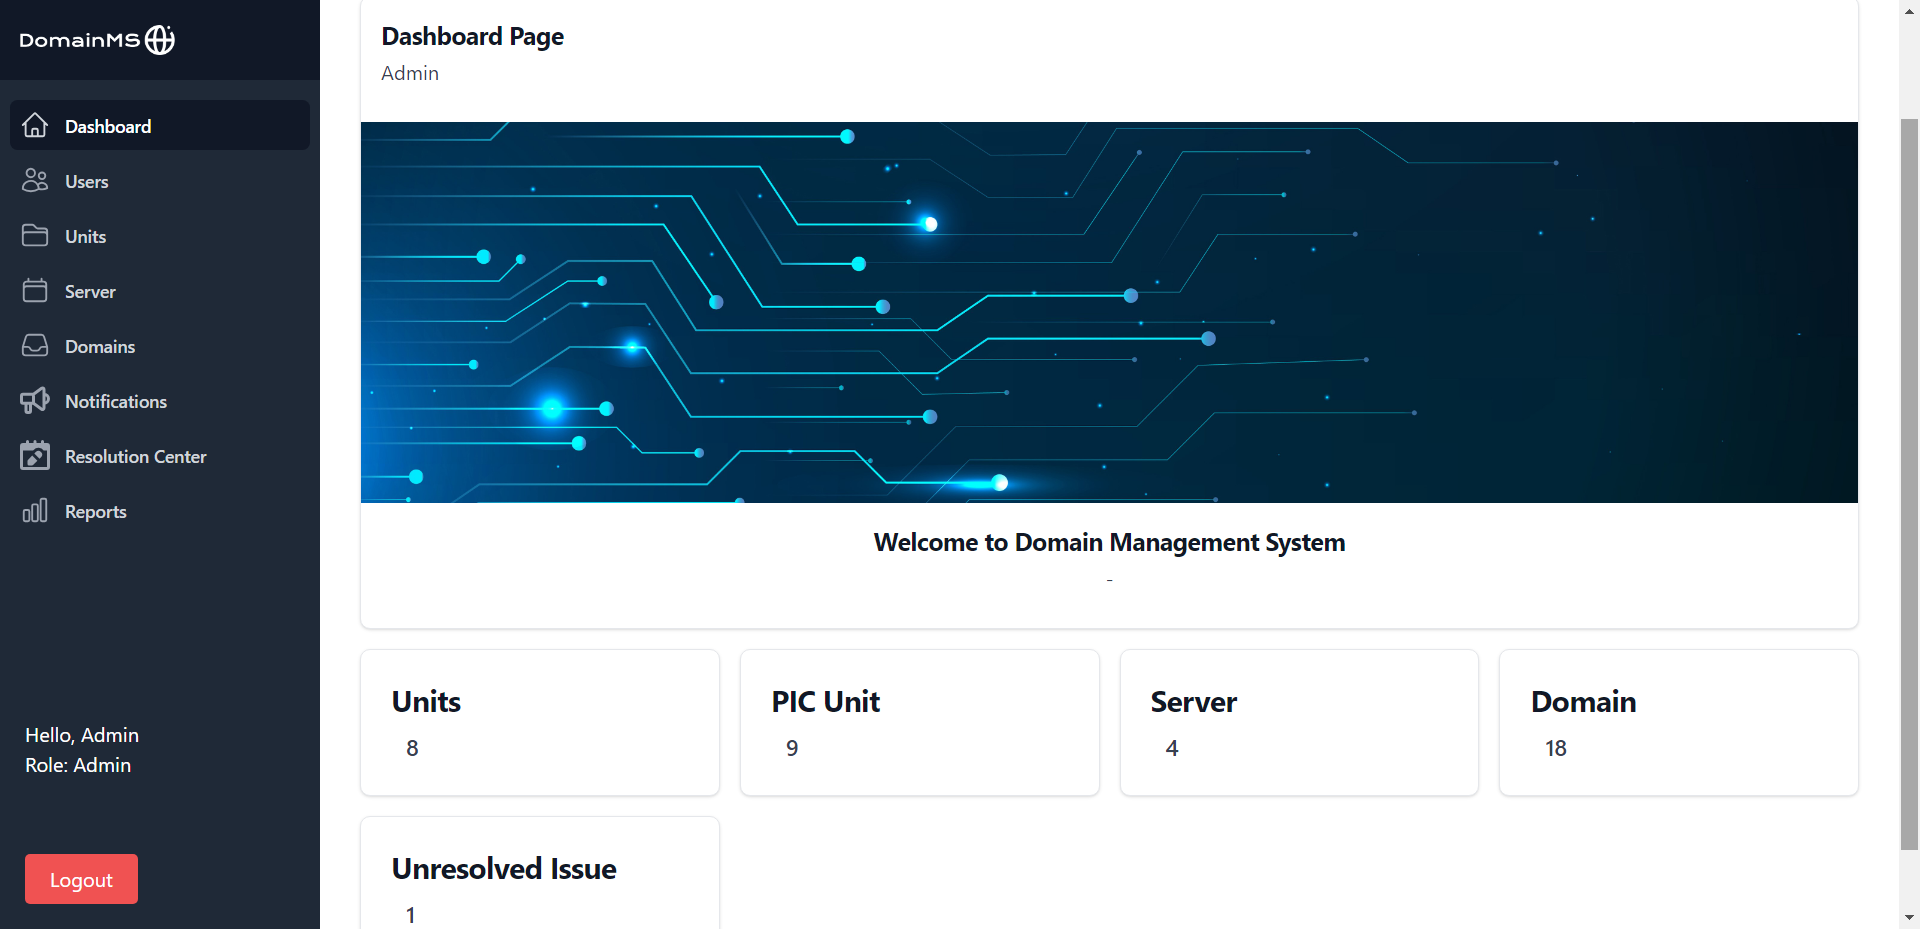 DomainMS
Dashboard
Users
Units
Server
Domains
Notifications
Resolution Center
Reports
Hello, Admin
Role: Admin
Logout
Dashboard Page
Admin
Welcome to Domain Management System
-
Units
8
PIC Unit
9
Server
4
Domain
18
Unresolved Issue
1